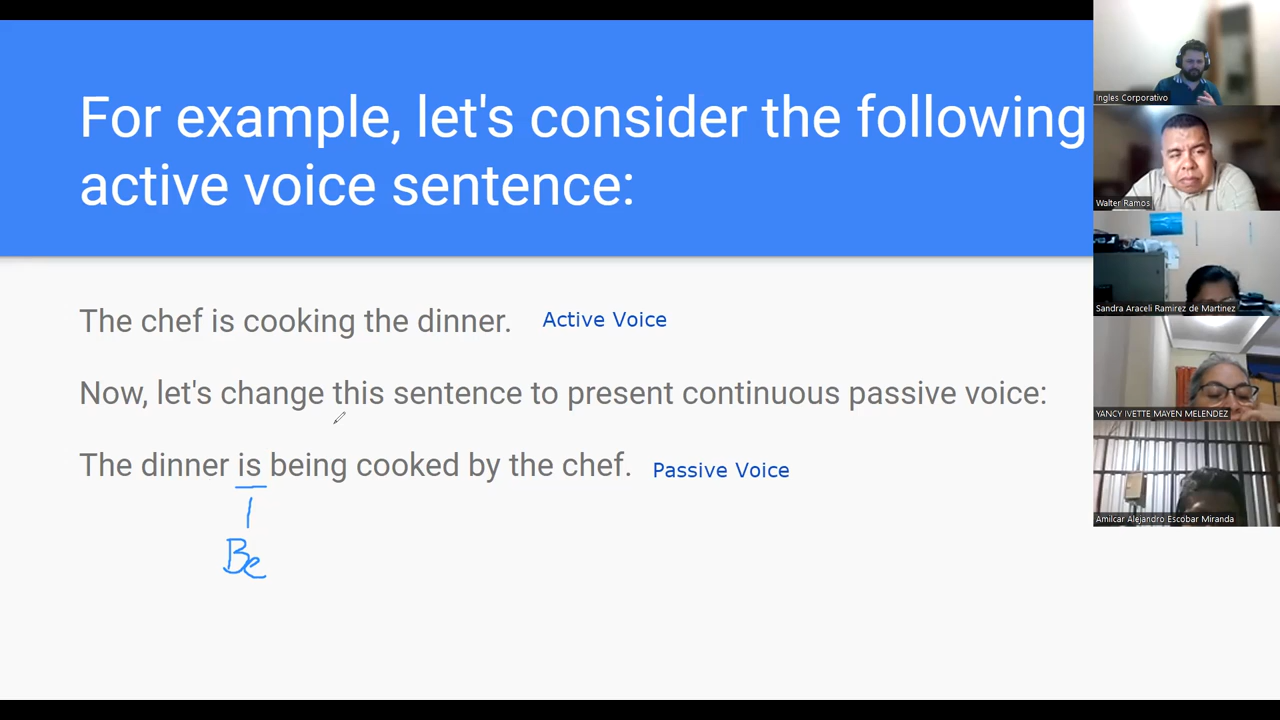 For example, let's consider the following
active voice sentence:
The chef is cooking the dinner. Active Voice
Now, let's change this sentence to present continuous passive voice:
The dinner is being cooked by the chef. Passive Voice
Be
Ingles Corporativo
Walter Ramos
Sandra Araceli Ramirez de Martinez
YANCY IVETTE MAYEN MELENDEZ
Amilcar Alejandro Escobar Miranda